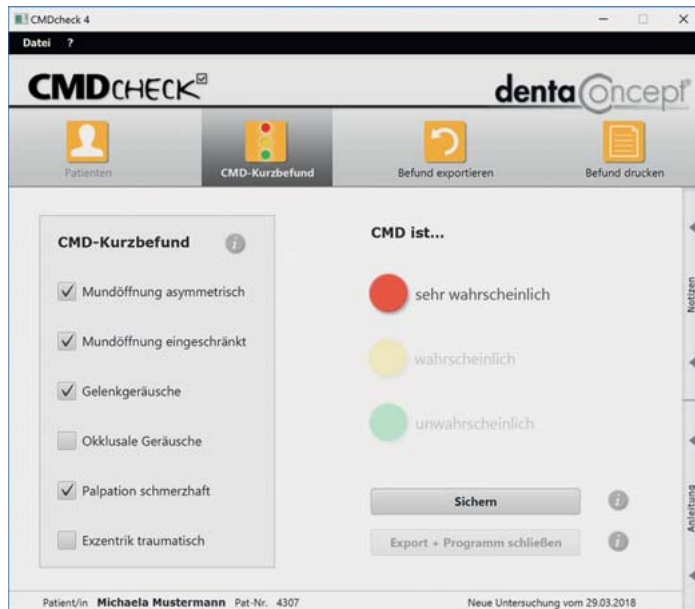 CMDcheck 4
Datei ?
CMDCHECK
dentaConcept®
Patienten
CMD-Kurzbefund
Befund exportieren
Befund drucken
CMD-Kurzbefund
Mundöffnung asymmetrisch
Mundöffnung eingeschränkt
Gelenkgeräusche
Okklusale Geräusche
Palpation schmerzhaft
Exzentrik traumatisch
CMD ist...
sehr wahrscheinlich
wahrscheinlich
unwahrscheinlich
Sichern
Export + Programm schließen
Notizen
Anleitung
Patient/in Michaela Mustermann Pat-Nr. 4307
Neue Untersuchung vom 29.03.2018